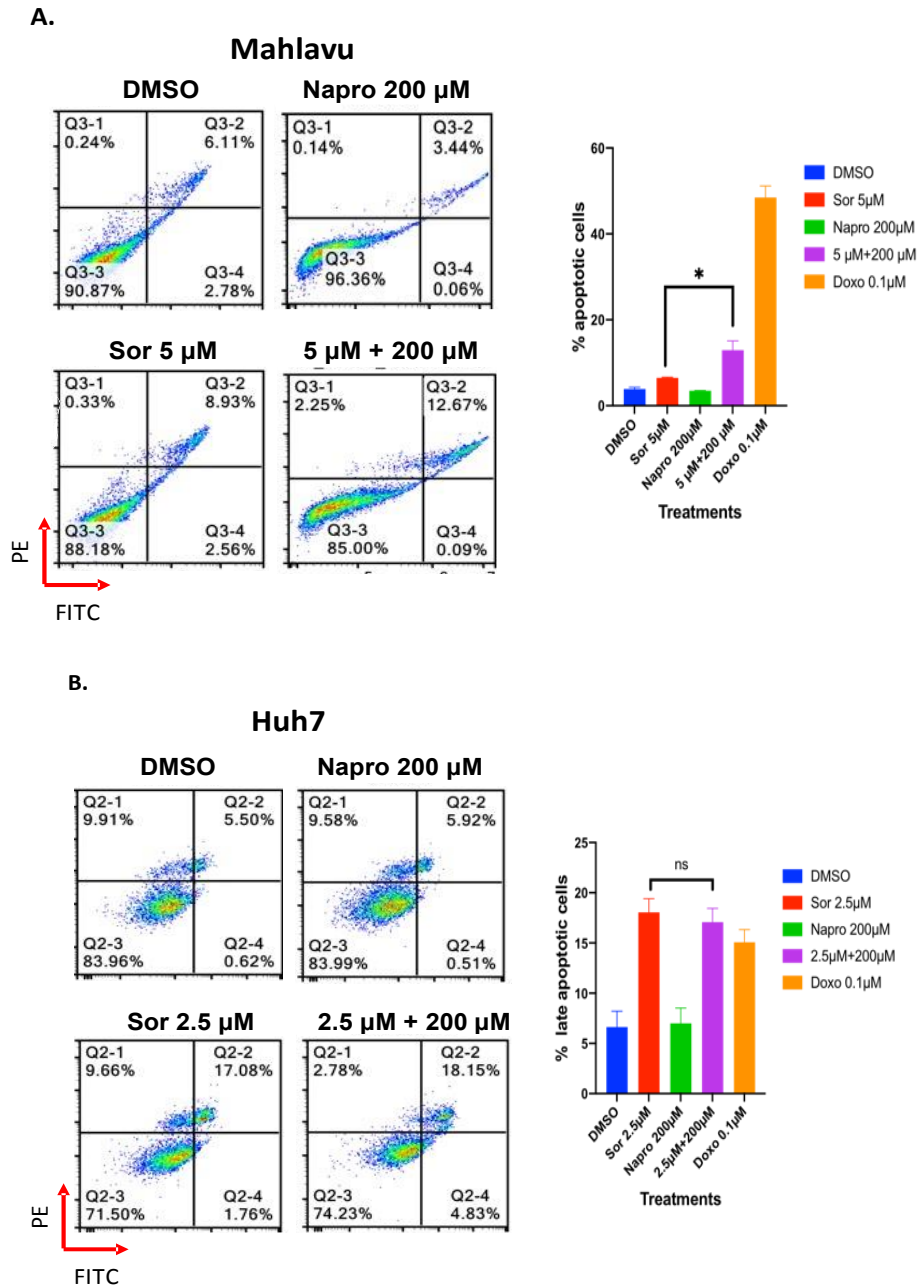 A.
Mahlavu
DMSO
Napro 200 µM
Q3-1
0.24%
Q3-2
6.11%
Q3-3
90.87%
Q3-4
2.78%
Q3-1
0.14%
Q3-2
3.44%
Q3-3
96.36%
Q3-4
0.06%
Sor 5 µM
5 µM + 200 µM
Q3-1
0.33%
Q3-2
8.93%
Q3-3
88.18%
Q3-4
2.56%
Q3-1
2.25%
Q3-2
12.67%
Q3-3
85.00%
Q3-4
0.09%
PE
FITC
% apoptotic cells
60
40
20
0
*
DMSO
Sor 5µM
Napro 200µM
5 µM+200 µM
Doxo 0.1µM
Treatments
DMSO
Sor 5µM
Napro 200µM
5 µM+200 µM
Doxo 0.1µM
B.
Huh7
DMSO
Napro 200 µM
Q2-1
9.91%
Q2-2
5.50%
Q2-3
83.96%
Q2-4
0.62%
Q2-1
9.58%
Q2-2
5.92%
Q2-3
83.99%
Q2-4
0.51%
Sor 2.5 µM
2.5 µM + 200 µM
Q2-1
9.66%
Q2-2
17.08%
Q2-3
71.50%
Q2-4
1.76%
Q2-1
2.78%
Q2-2
18.15%
Q2-3
74.23%
Q2-4
4.83%
PE
FITC
% late apoptotic cells
25
20
15
10
5
0
ns
DMSO
Sor 2.5µM
Napro 200µM
2.5µM+200µM
Doxo 0.1µM
Treatments
DMSO
Sor 2.5µM
Napro 200µM
2.5µM+200µM
Doxo 0.1µM